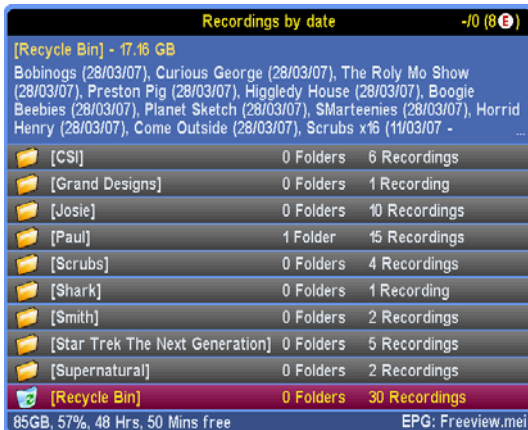 Recordings by date -/0 (8E)
[Recycle Bin] - 17.16 GB
Bobinogs (28/03/07), Curious George (28/03/07), The Roly Mo Show
(28/03/07), Preston Pig (28/03/07), Higgledy House (28/03/07), Boogie
Beebies (28/03/07), Planet Sketch (28/03/07), SMarteenies (28/03/07), Horrid
Henry (28/03/07), Come Outside (28/03/07), Scrubs x16 (11/03/07 - ...
[CSI] 0 Folders 6 Recordings
[Grand Designs] 0 Folders 1 Recording
[Josie] 0 Folders 10 Recordings
[Paul] 1 Folder 15 Recordings
[Scrubs] 0 Folders 4 Recordings
[Shark] 0 Folders 1 Recording
[Smith] 0 Folders 2 Recordings
[Star Trek The Next Generation] 0 Folders 5 Recordings
[Supernatural] 0 Folders 2 Recordings
[Recycle Bin] 0 Folders 30 Recordings
85GB, 57%, 48 Hrs, 50 Mins free EPG: Freeview.mei